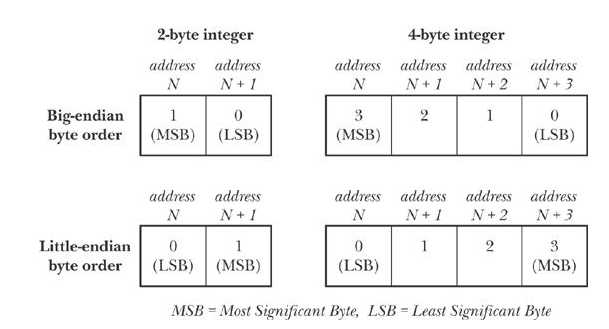 2-byte integer 4-byte integer
address address address address address address
N N + 1 N N + 1 N + 2 N + 3
Big-endian byte order
1 (MSB) 0 (LSB) 3 (MSB) 2 1 0 (LSB)
address address address address address address
N N + 1 N N + 1 N + 2 N + 3
Little-endian byte order
0 (LSB) 1 (MSB) 0 (LSB) 1 2 3 (MSB)
MSB = Most Significant Byte, LSB = Least Significant Byte